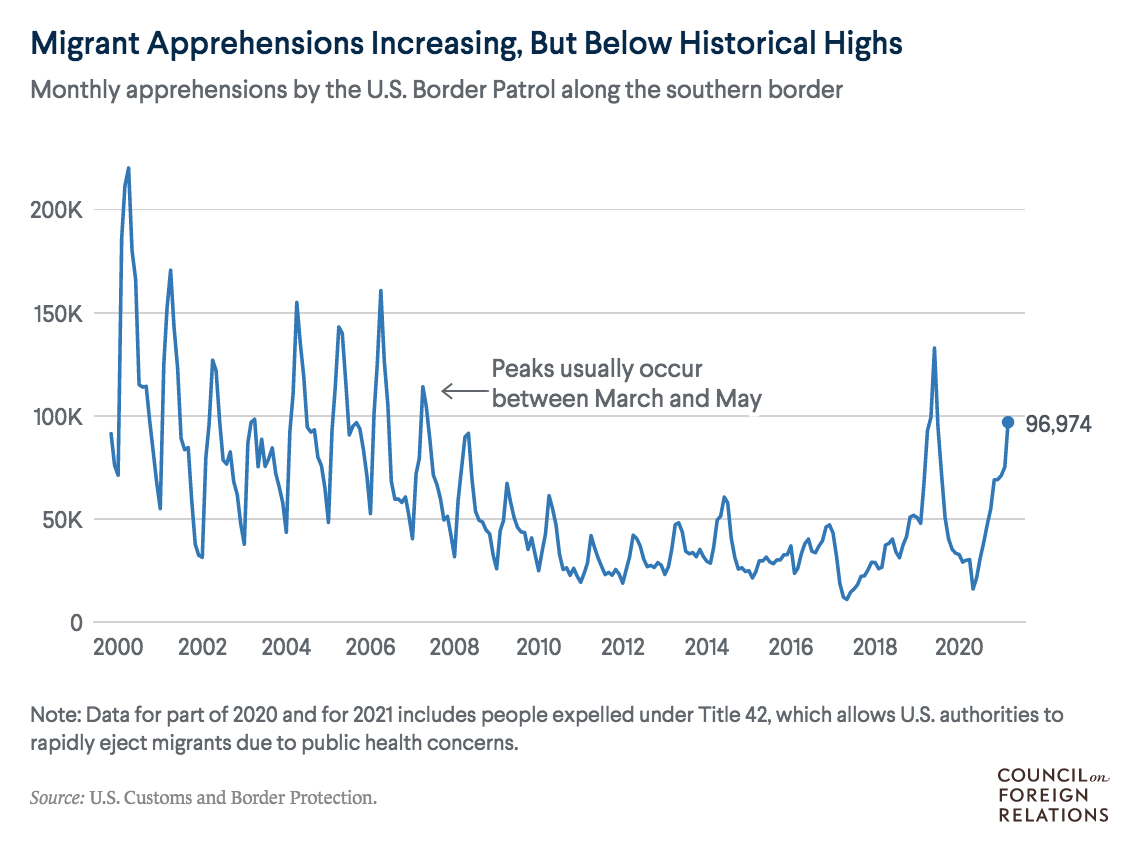 Migrant Apprehensions Increasing, But Below Historical Highs
Monthly apprehensions by the U.S. Border Patrol along the southern border
200K
150K
Peaks usually occur
between March and May
100K
96,974
50K
0
2000 2002 2004 2006 2008 2010 2012 2014 2016 2018 2020
Note: Data for part of 2020 and for 2021 includes people expelled under Title 42, which allows U.S. authorities to
rapidly eject migrants due to public health concerns.
Source: U.S. Customs and Border Protection.
COUNCIL on
FOREIGN
RELATIONS